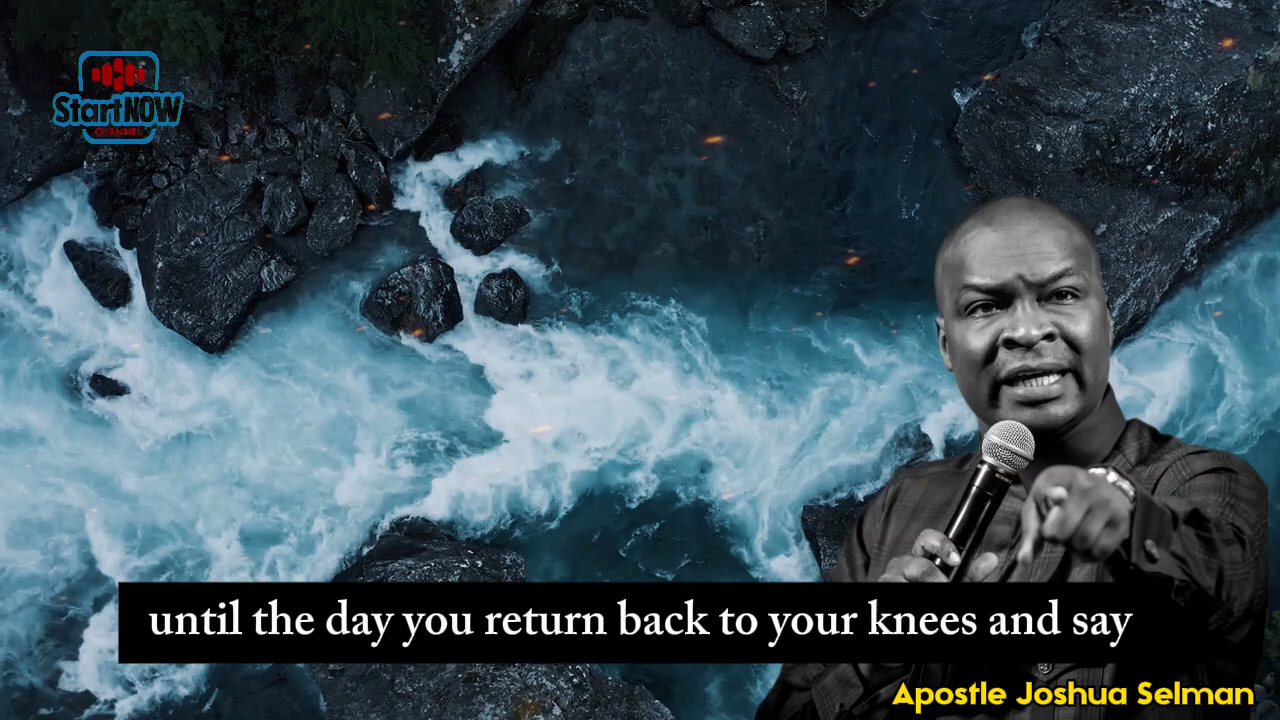 StartNOW
CHANNEL
until the day you return back to your knees and say
Apostle Joshua Selman